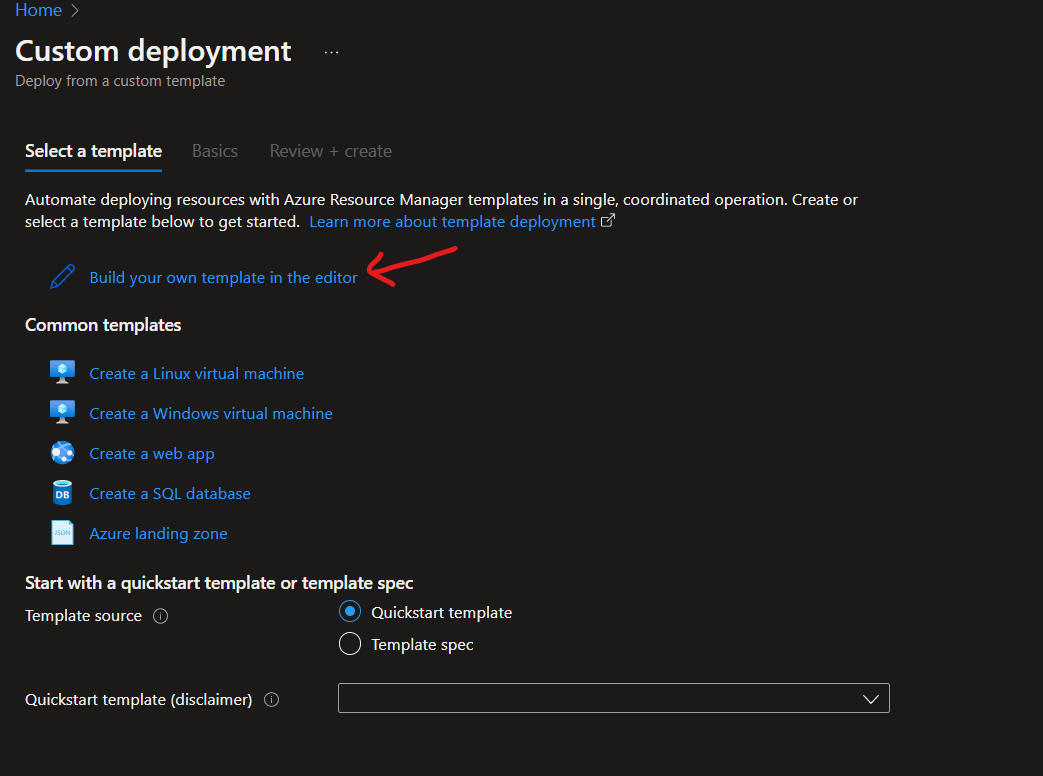 Home >
Custom deployment ...
Deploy from a custom template
Select a template Basics Review + create
Automate deploying resources with Azure Resource Manager templates in a single, coordinated operation. Create or
select a template below to get started. Learn more about template deployment
Build your own template in the editor
Common templates
Create a Linux virtual machine
Create a Windows virtual machine
Create a web app
DB Create a SQL database
JSON Azure landing zone
Start with a quickstart template or template spec
Template source
Quickstart template
Template spec
Quickstart template (disclaimer)